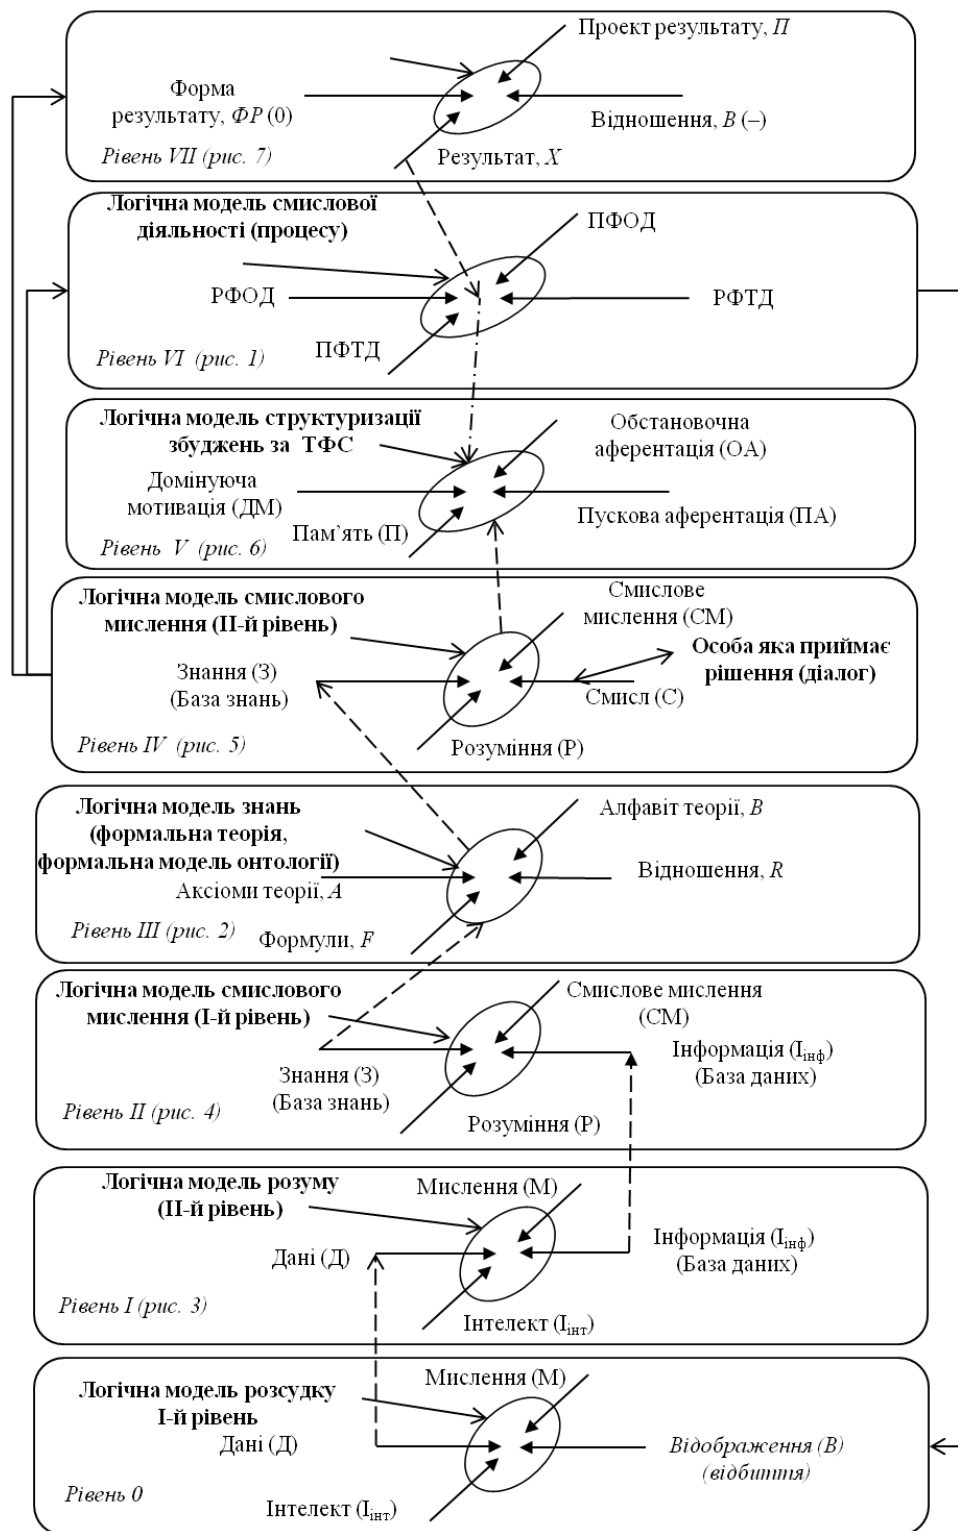 Проект результату, П
Форма
результату, ФР (0)
Відношення, В (–)
Рівень VII (рис. 7)
Результат, Х
Логічна модель смислової
діяльності (процесу)
ПФОД
РФОД
РФТД
ПФТД
Рівень VI (рис. 1)
Логічна модель структуризації
збуджень за ТФС
Обстановочна
аферентація (ОА)
Домінуюча
мотивація (ДМ)
Пускова аферентація (ПА)
Пам’ять (П)
Рівень V (рис. 6)
Логічна модель смислового
мислення (ІІ-й рівень)
Смислове
мислення (СМ)
Особа яка приймає
рішення (діалог)
Знання (З)
(База знань)
Смисл (С)
Рівень IV (рис. 5)
Розуміння (Р)
Логічна модель знань
(формальна теорія,
формальна модель онтології)
Алфавіт теорії, В
Аксіоми теорії, А
Відношення, R
Рівень III (рис. 2)
Формули, F
Логічна модель смислового
мислення (І-й рівень)
Смислове мислення
(СМ)
Інформація (Іінф)
(База даних)
Знання (З)
(База знань)
Рівень II (рис. 4)
Розуміння (Р)
Логічна модель розуму
(ІІ-й рівень)
Мислення (М)
Дані (Д)
Інформація (Іінф)
(База даних)
Рівень I (рис. 3)
Інтелект (Іінт)
Логічна модель розсудку
І-й рівень
Мислення (М)
Дані (Д)
Відображення (В)
(відбиття)
Рівень 0
Інтелект (Іінт)